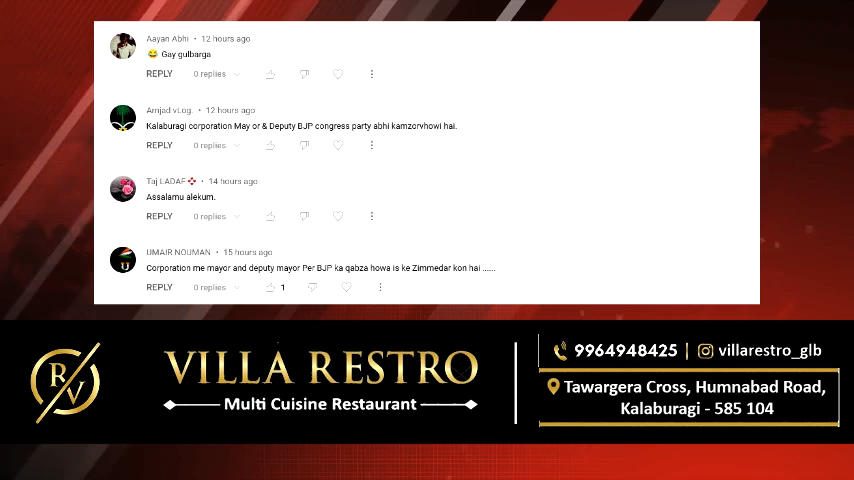 Aayan Abhi • 12 hours ago
😂 Gay gulbarga
REPLY 0 replies
Amjad vLog. • 12 hours ago
Kalaburagi corporation May or & Deputy BJP congress party abhi kamzorvhowi hai.
REPLY 0 replies
Taj LADAF • 14 hours ago
Assalamu alekum.
REPLY 0 replies
UMAIR NOUMAN • 15 hours ago
Corporation me mayor and deputy mayor Per BJP ka qabza howa is ke Zimmedar kon hai ......
REPLY 0 replies 1
RV
VILLA RESTRO
Multi Cuisine Restaurant
9964948425 | villarestro_glb
Tawargera Cross, Humnabad Road,
Kalaburagi - 585 104